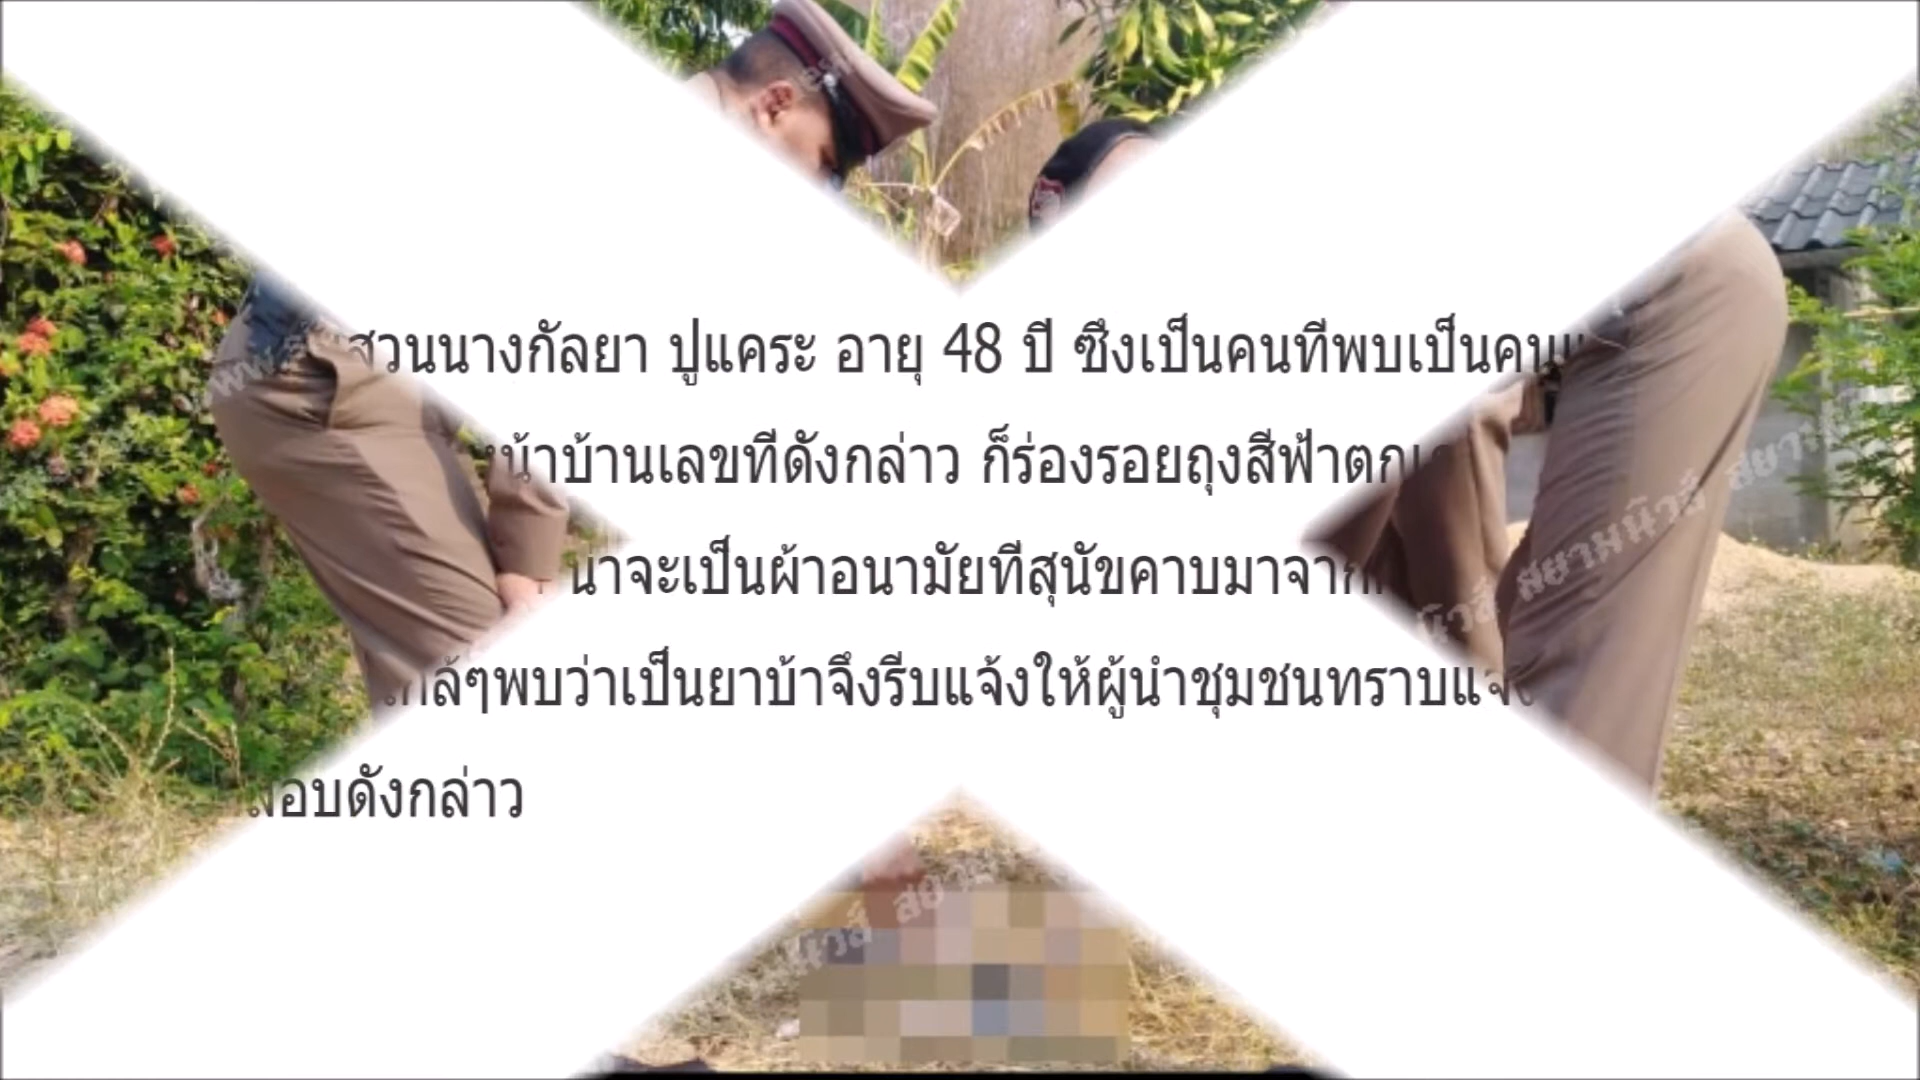 สวนนางกัลยา ปูแคระ อายุ 48 ปี ซึ่งเป็นคนที่พบเป็นคน
น้าบ้านเลขที่ดังกล่าว ก็ร่องรอยถุงสีฟ้าตก
น่าจะเป็นผ้าอนามัยที่สุนัขคาบมาจาก
กล้ๆพบว่าเป็นยาบ้าจึงรีบแจ้งให้ผู้นำชุมชนทราบแจ้ง
สอบดังกล่าว
สยามนิวส์